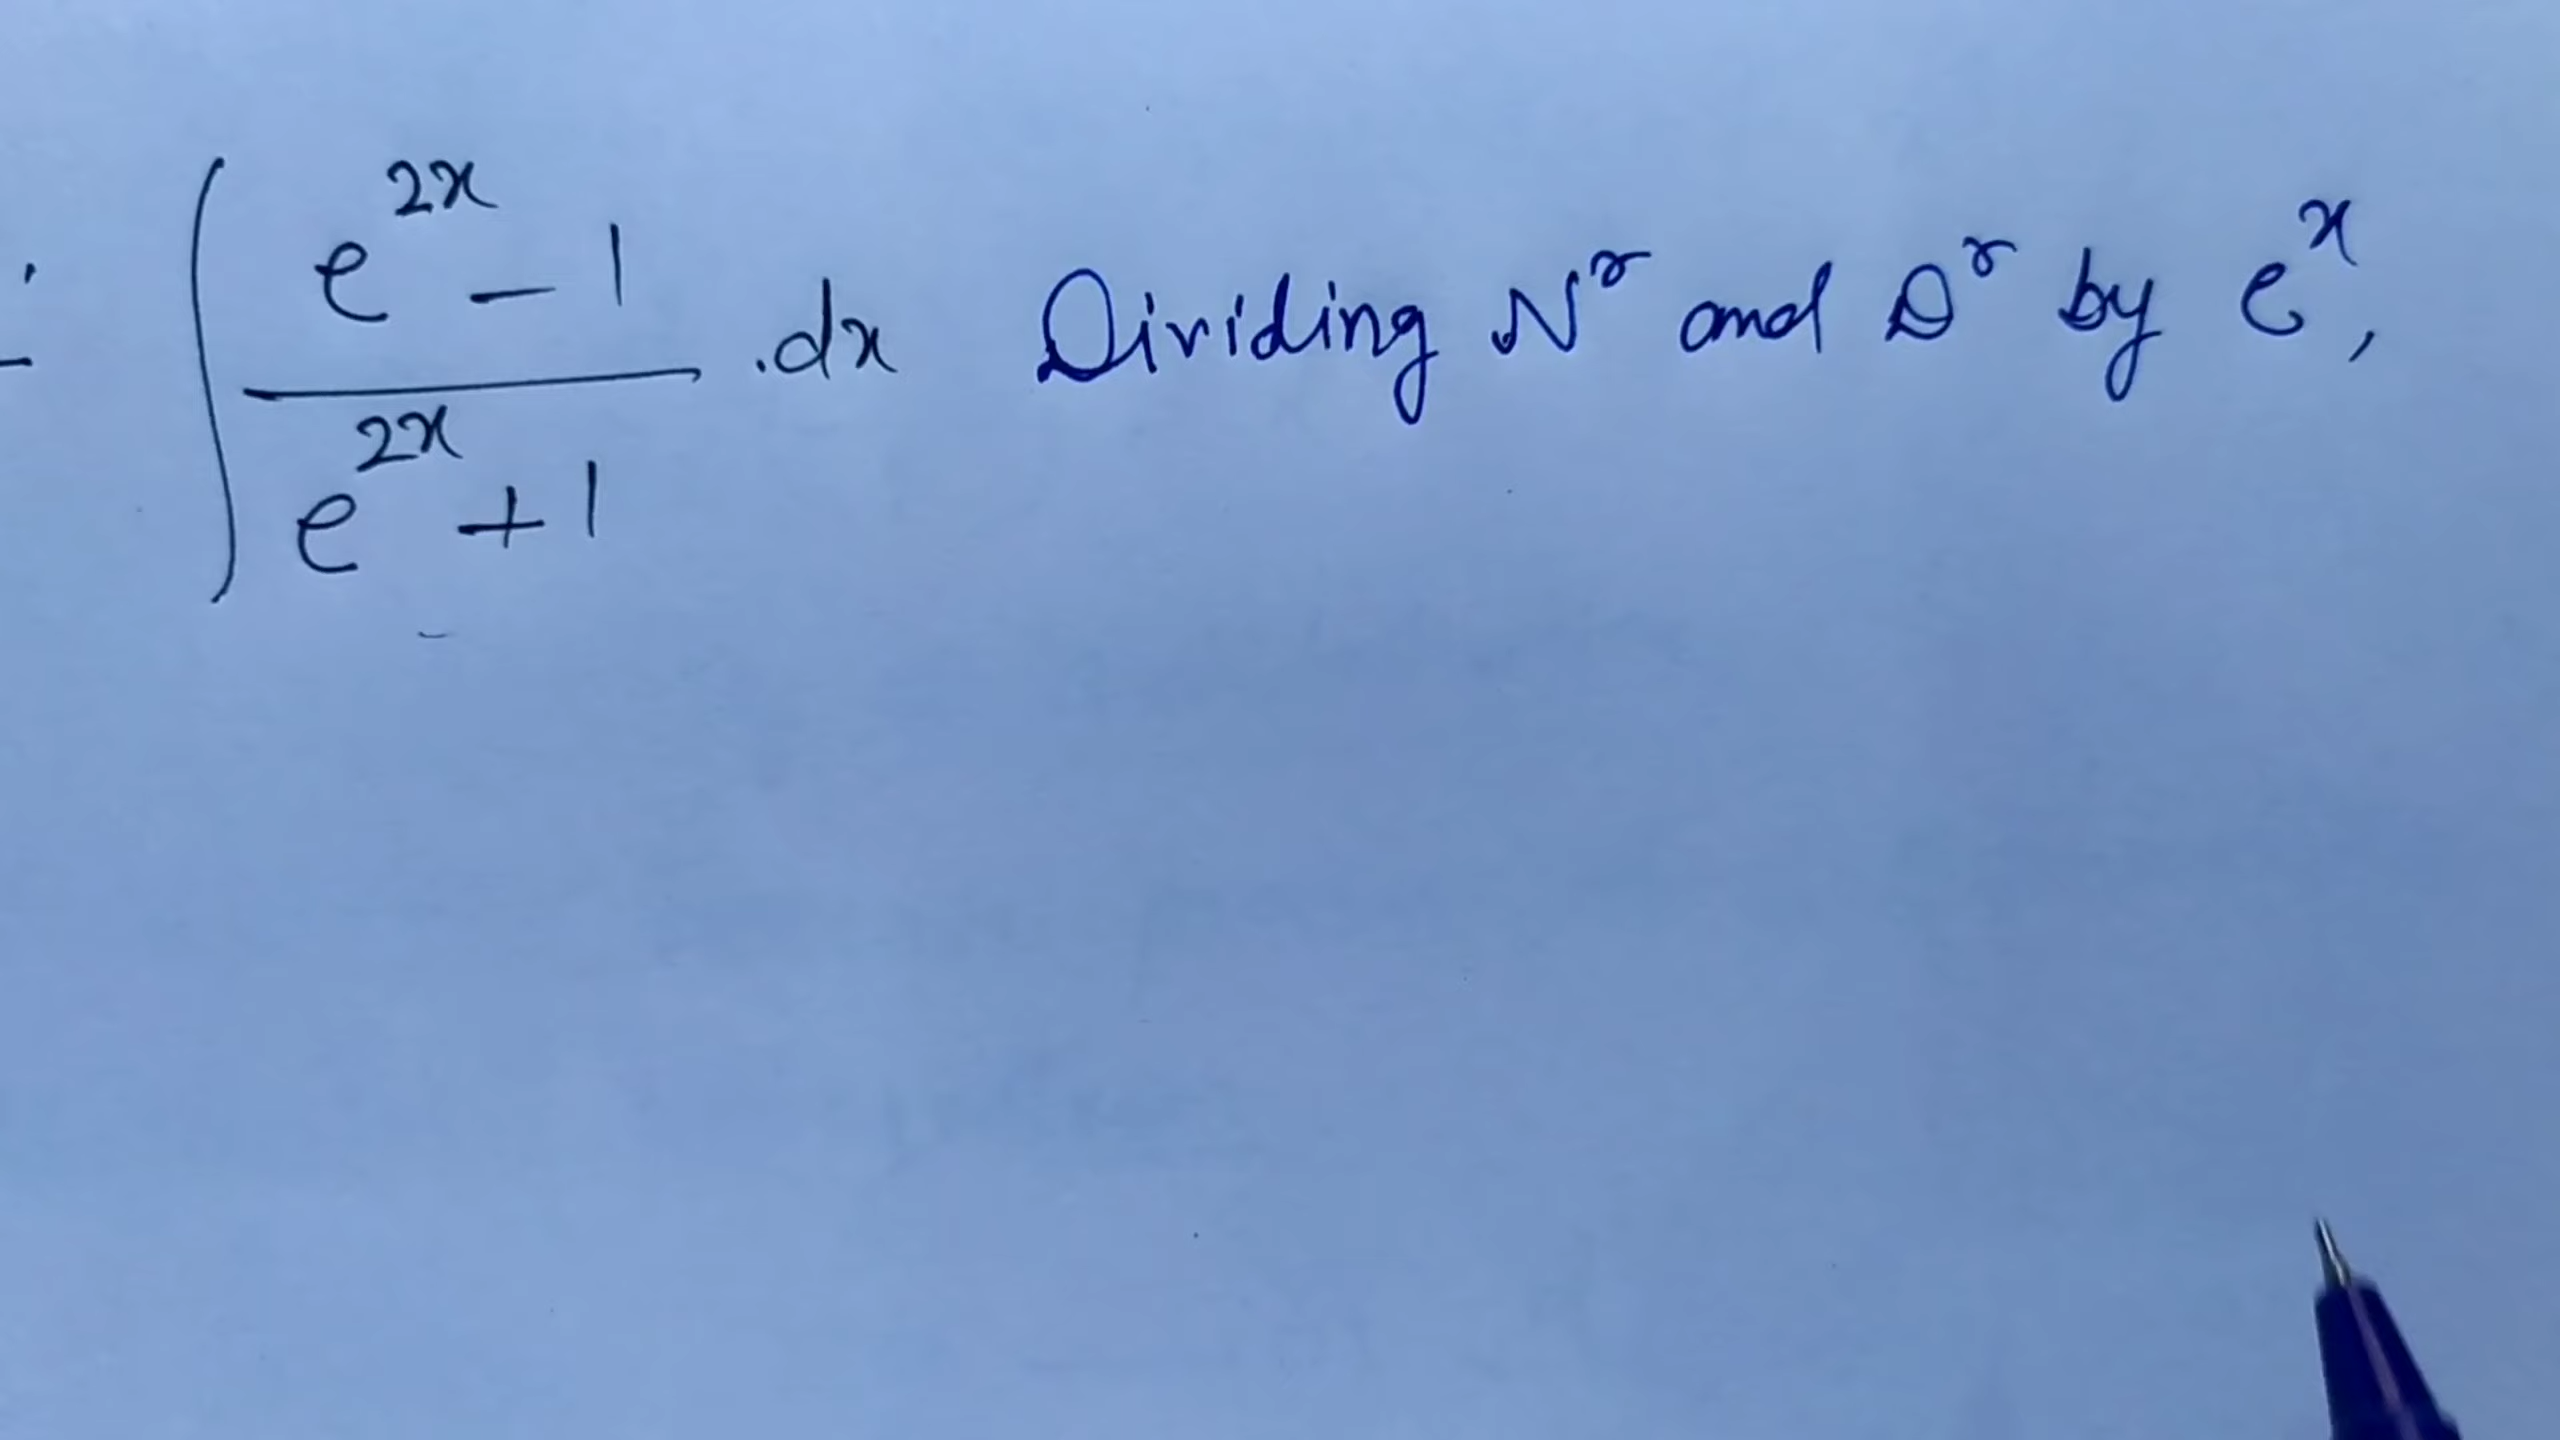 ∫ (e^{2x} - 1)/(e^{2x} + 1) .dx Dividing N^r and D^r by e^x,